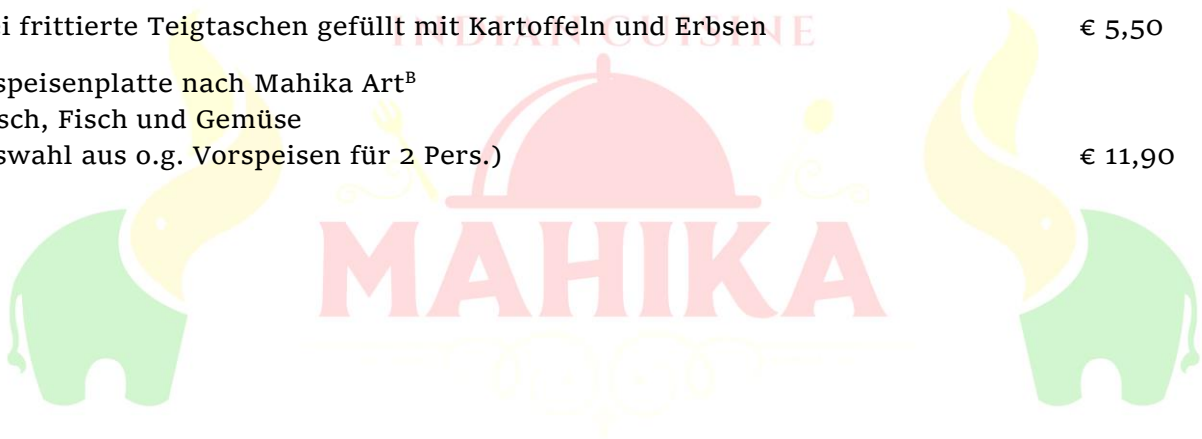 i frittierte Teigtaschen gefüllt mit Kartoffeln und Erbsen € 5,50
INDIAN CUISINE
speisenplatte nach Mahika Artᴮ
sch, Fisch und Gemüse
swahl aus o.g. Vorspeisen für 2 Pers.) € 11,90
MAHIKA